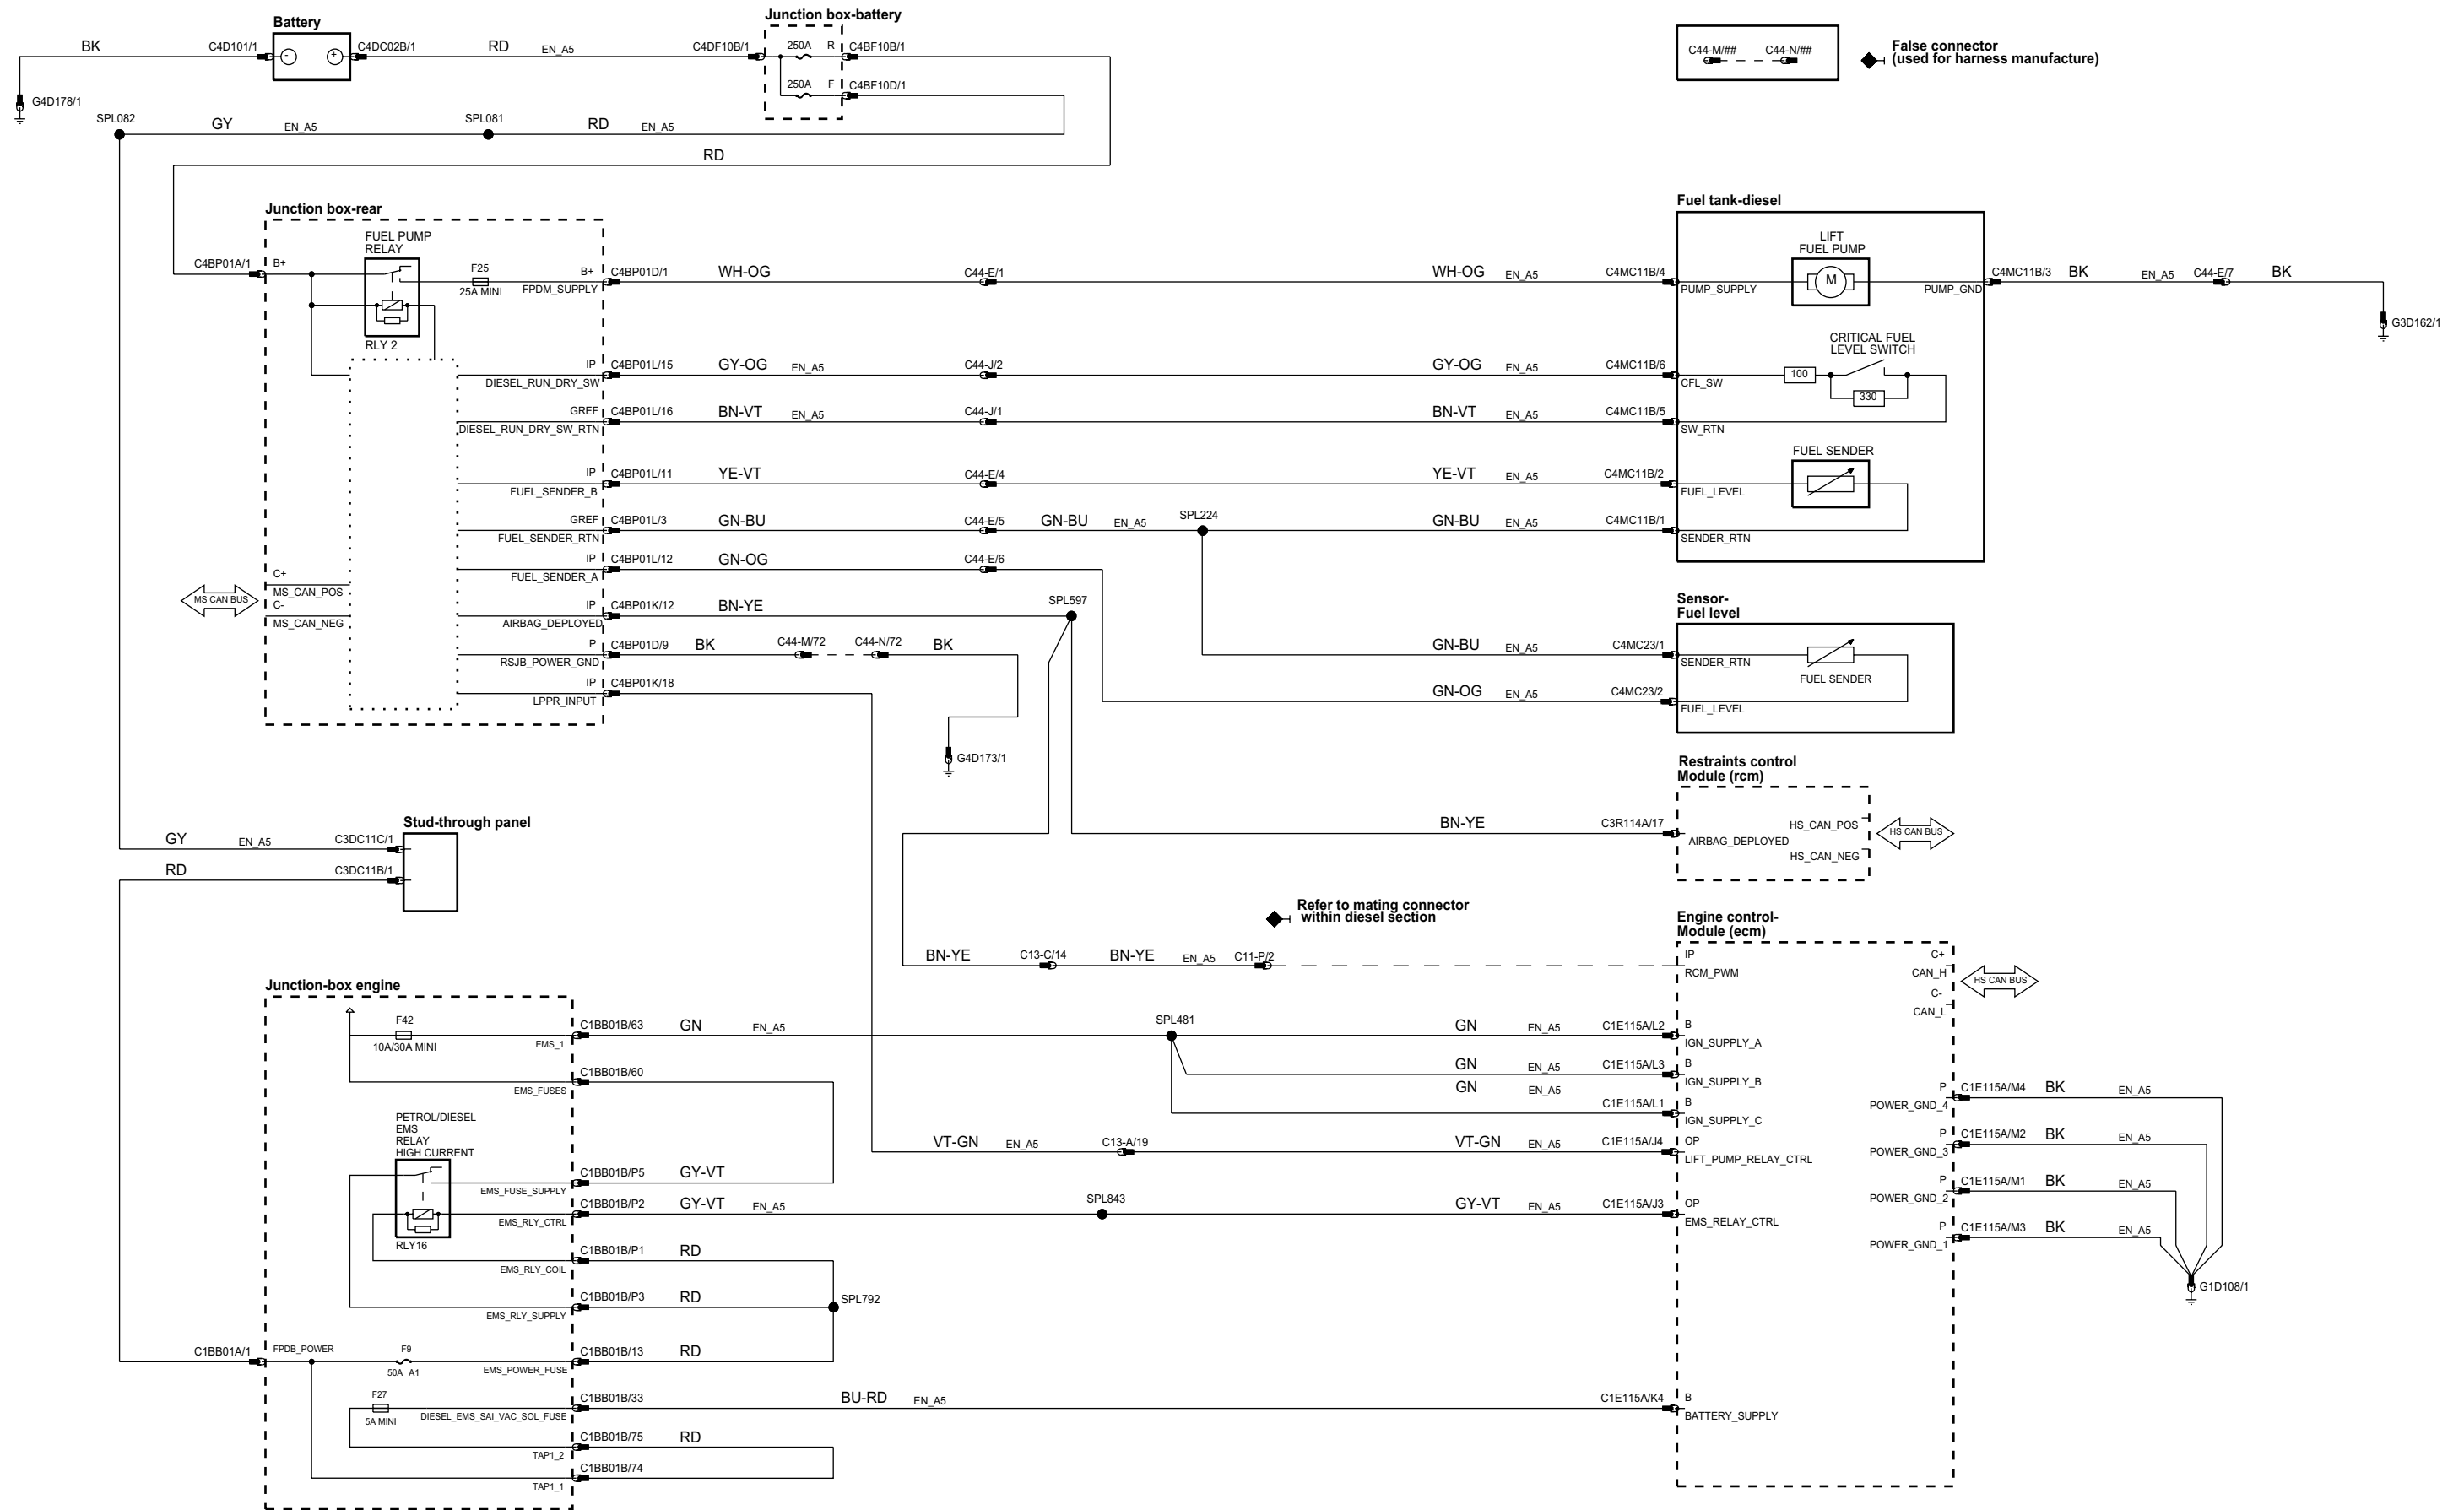 Battery
BK
C4D101/1
-
+
C4DC02B/1
RD
EN_A5
G4D178/1
Junction box-battery
C4DF10B/1
250A R
C4BF10B/1
250A F
C4BF10D/1
SPL082
GY
EN_A5
SPL081
RD
EN_A5
RD
C44-M/##
C44-N/##
False connector
(used for harness manufacture)
Junction box-rear
FUEL PUMP
RELAY
C4BP01A/1
B+
F25
25A MINI
RLY 2
B+
C4BP01D/1
FPDM_SUPPLY
WH-OG
C44-E/1
WH-OG
EN_A5
C4MC11B/4
IP
C4BP01L/15
DIESEL_RUN_DRY_SW
GY-OG
EN_A5
C44-J/2
GY-OG
EN_A5
C4MC11B/6
GREF
C4BP01L/16
DIESEL_RUN_DRY_SW_RTN
BN-VT
EN_A5
C44-J/1
BN-VT
EN_A5
C4MC11B/5
IP
C4BP01L/11
FUEL_SENDER_B
YE-VT
C44-E/4
YE-VT
EN_A5
C4MC11B/2
GREF
C4BP01L/3
FUEL_SENDER_RTN
GN-BU
C44-E/5
GN-BU
EN_A5
SPL224
GN-BU
EN_A5
C4MC11B/1
IP
C4BP01L/12
FUEL_SENDER_A
GN-OG
C44-E/6
C+
MS_CAN_POS
C-
MS_CAN_NEG
MS CAN BUS
IP
C4BP01K/12
AIRBAG_DEPLOYED
BN-YE
SPL597
P
C4BP01D/9
RSJB_POWER_GND
BK
C44-M/72
C44-N/72
BK
IP
C4BP01K/18
LPPR_INPUT
G4D173/1
Fuel tank-diesel
LIFT
FUEL PUMP
M
PUMP_SUPPLY
PUMP_GND
C4MC11B/3
BK
EN_A5
C44-E/7
BK
G3D162/1
CRITICAL FUEL
LEVEL SWITCH
100
330
CFL_SW
SW_RTN
FUEL SENDER
FUEL_LEVEL
SENDER_RTN
Sensor-
Fuel level
GN-BU
EN_A5
C4MC23/1
SENDER_RTN
FUEL SENDER
GN-OG
EN_A5
C4MC23/2
FUEL_LEVEL
Restraints control
Module (rcm)
BN-YE
C3R114A/17
AIRBAG_DEPLOYED
HS_CAN_POS
HS_CAN_NEG
HS CAN BUS
Stud-through panel
GY
EN_A5
C3DC11C/1
RD
C3DC11B/1
Refer to mating connector
within diesel section
BN-YE
C13-C/14
BN-YE
EN_A5
C11-P/2
Engine control-
Module (ecm)
IP
RCM_PWM
C+
CAN_H
C-
CAN_L
HS CAN BUS
Junction-box engine
F42
10A/30A MINI
C1BB01B/63
EMS_1
GN
EN_A5
SPL481
GN
EN_A5
C1E115A/L2
B
IGN_SUPPLY_A
C1BB01B/60
EMS_FUSES
GN
EN_A5
C1E115A/L3
B
IGN_SUPPLY_B
GN
EN_A5
C1E115A/L1
B
IGN_SUPPLY_C
PETROL/DIESEL
EMS
RELAY
HIGH CURRENT
RLY16
VT-GN
EN_A5
C13-A/19
VT-GN
EN_A5
C1E115A/J4
OP
LIFT_PUMP_RELAY_CTRL
C1BB01B/P5
EMS_FUSE_SUPPLY
GY-VT
C1BB01B/P2
EMS_RLY_CTRL
GY-VT
EN_A5
SPL843
GY-VT
EN_A5
C1E115A/J3
OP
EMS_RELAY_CTRL
C1BB01B/P1
EMS_RLY_COIL
RD
C1BB01B/P3
EMS_RLY_SUPPLY
RD
SPL792
P
C1E115A/M4
POWER_GND_4
BK
EN_A5
P
C1E115A/M2
POWER_GND_3
BK
EN_A5
P
C1E115A/M1
POWER_GND_2
BK
EN_A5
P
C1E115A/M3
POWER_GND_1
BK
EN_A5
G1D108/1
C1BB01A/1
FPDB_POWER
F9
50A A1
C1BB01B/13
EMS_POWER_FUSE
RD
F27
5A MINI
C1BB01B/33
DIESEL_EMS_SAI_VAC_SOL_FUSE
BU-RD
EN_A5
C1E115A/K4
B
BATTERY_SUPPLY
C1BB01B/75
TAP1_2
RD
C1BB01B/74
TAP1_1